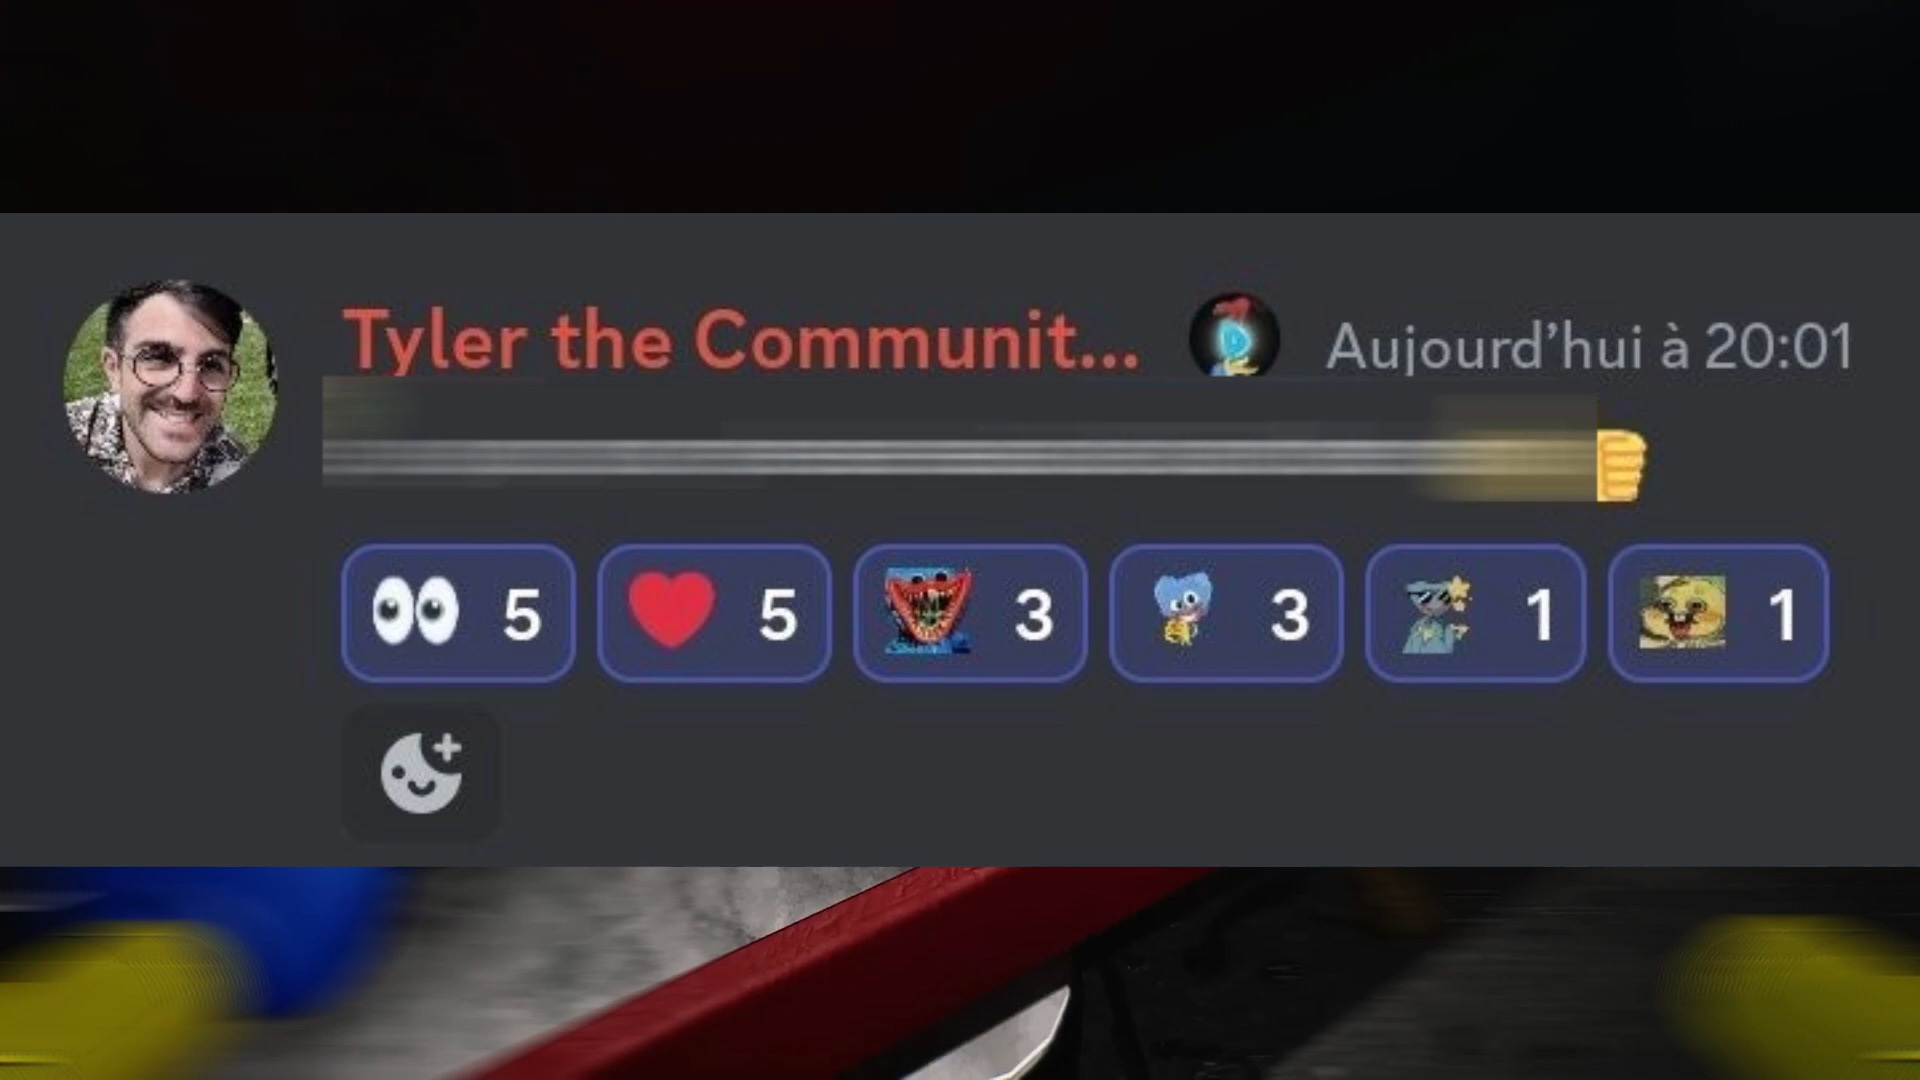 Tyler the Communit... Aujourd’hui à 20:01
5 5 3 3 1 1